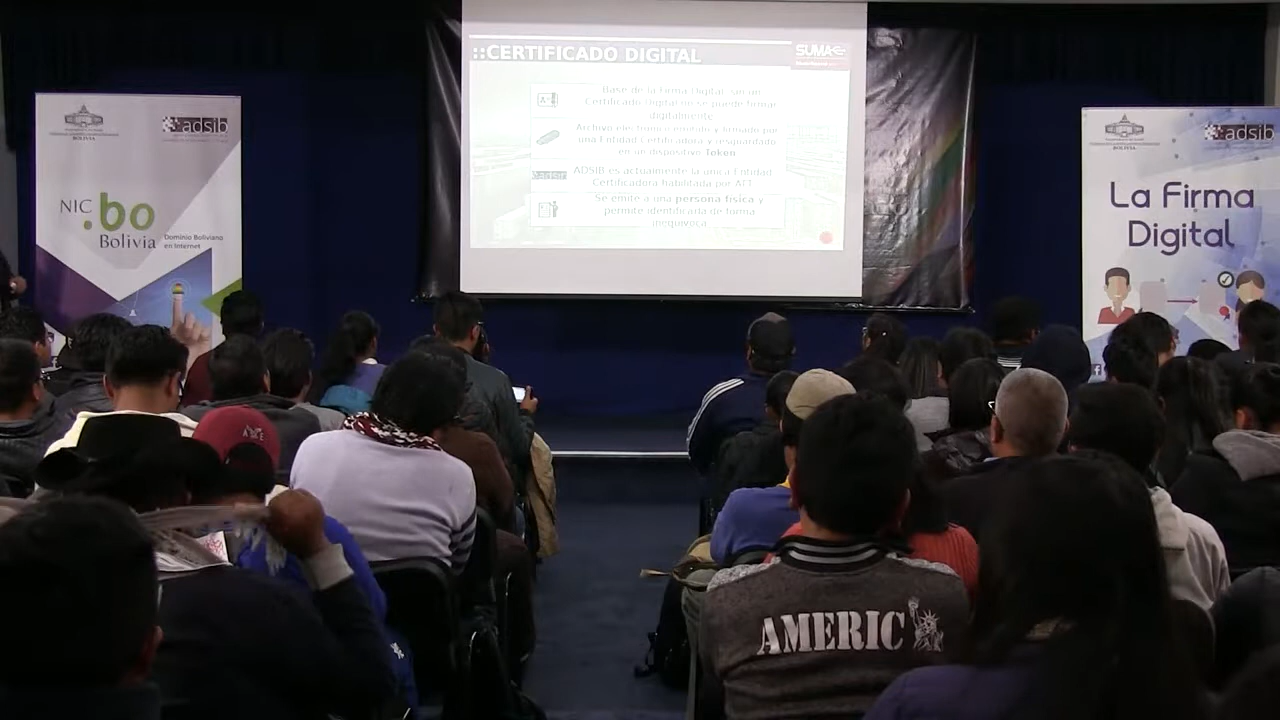 ::CERTIFICADO DIGITAL
SUMA
Base de la Firma Digital, sin un
Certificado Digital no se puede firmar
digitalmente
Archivo electrónico emitido y firmado por
una Entidad Certificadora y resguardado
en un dispositivo Token
adsib
ADSIB es actualmente la única Entidad
Certificadora habilitada por ATT
Se emite a una persona física y
permite identificarla de forma
inequívoca
BOLIVIA
adsib
NIC
.bo
Bolivia
Dominio Boliviano
en Internet
BOLIVIA
adsib
La Firma
Digital
AMERIC